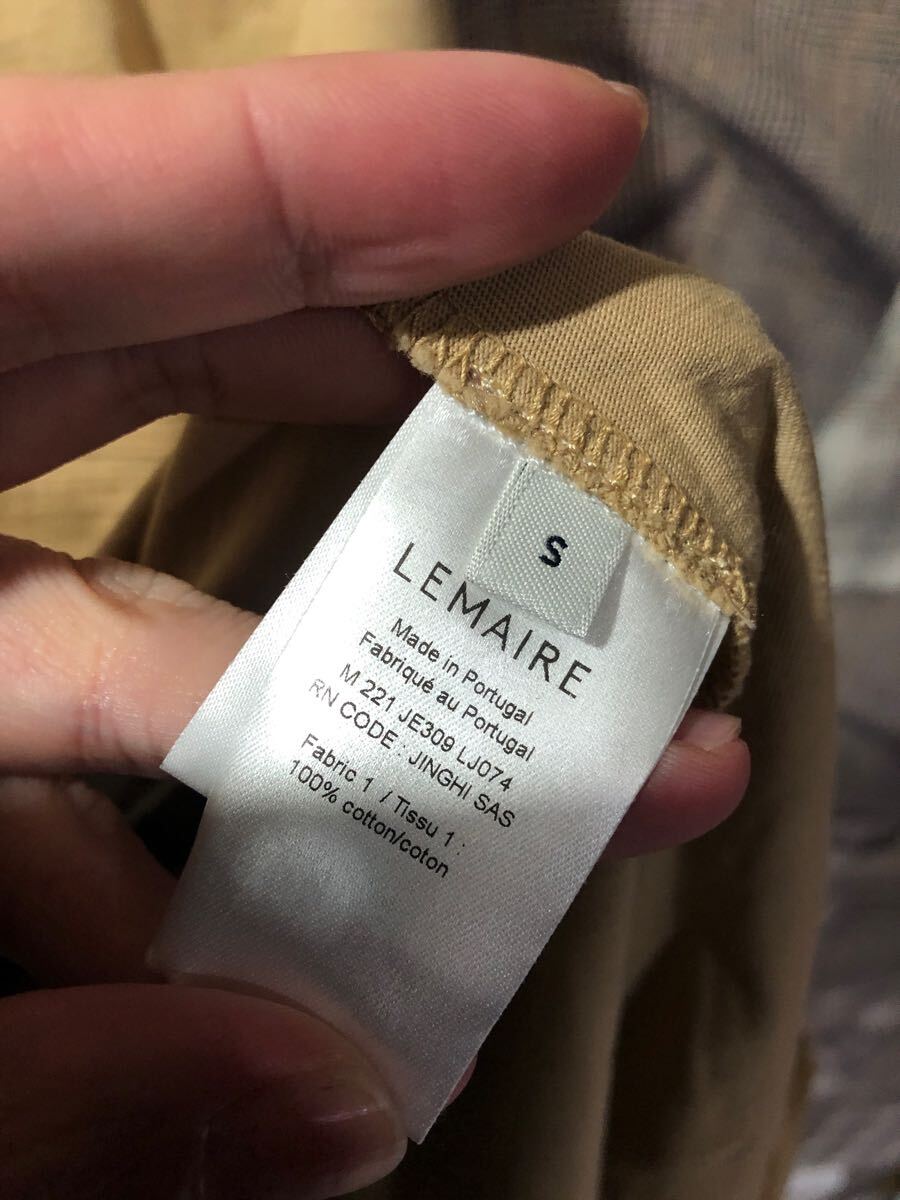 S
LEMAIRE
Made in Portugal
Fabriqué au Portugal
M 221 JE309 LJ074
RN CODE : JINGHI SAS
Fabric 1 / Tissu 1 :
100% cotton/coton